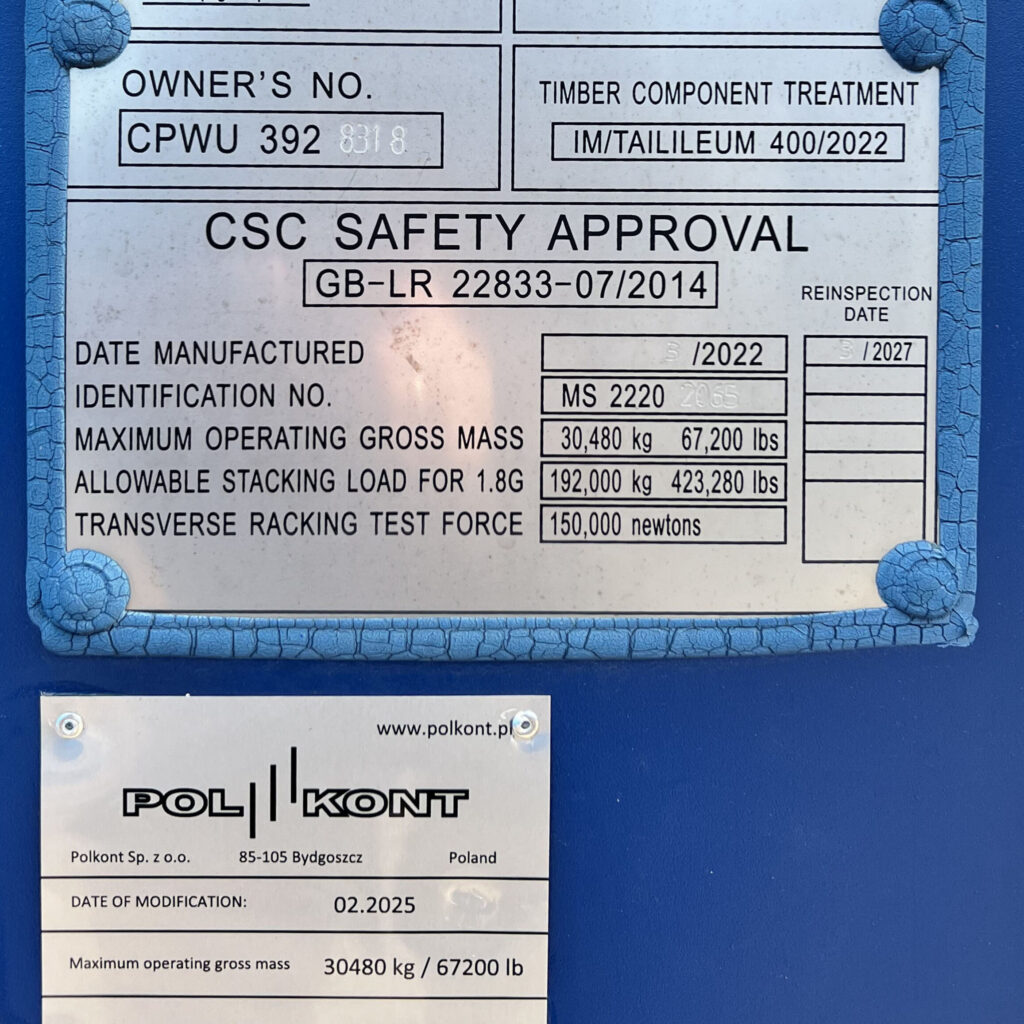 OWNER'S NO.
CPWU 392 8318
TIMBER COMPONENT TREATMENT
IM/TAILILEUM 400/2022
CSC SAFETY APPROVAL
GB-LR 22833-07/2014
REINSPECTION
DATE
DATE MANUFACTURED /2022 /2027
IDENTIFICATION NO. MS 2220 2065
MAXIMUM OPERATING GROSS MASS 30,480 kg 67,200 lbs
ALLOWABLE STACKING LOAD FOR 1.8G 192,000 kg 423,280 lbs
TRANSVERSE RACKING TEST FORCE 150,000 newtons
www.polkont.pl
POLKONT
Polkont Sp. z o.o. 85-105 Bydgoszcz Poland
DATE OF MODIFICATION: 02.2025
Maximum operating gross mass 30480 kg / 67200 lb